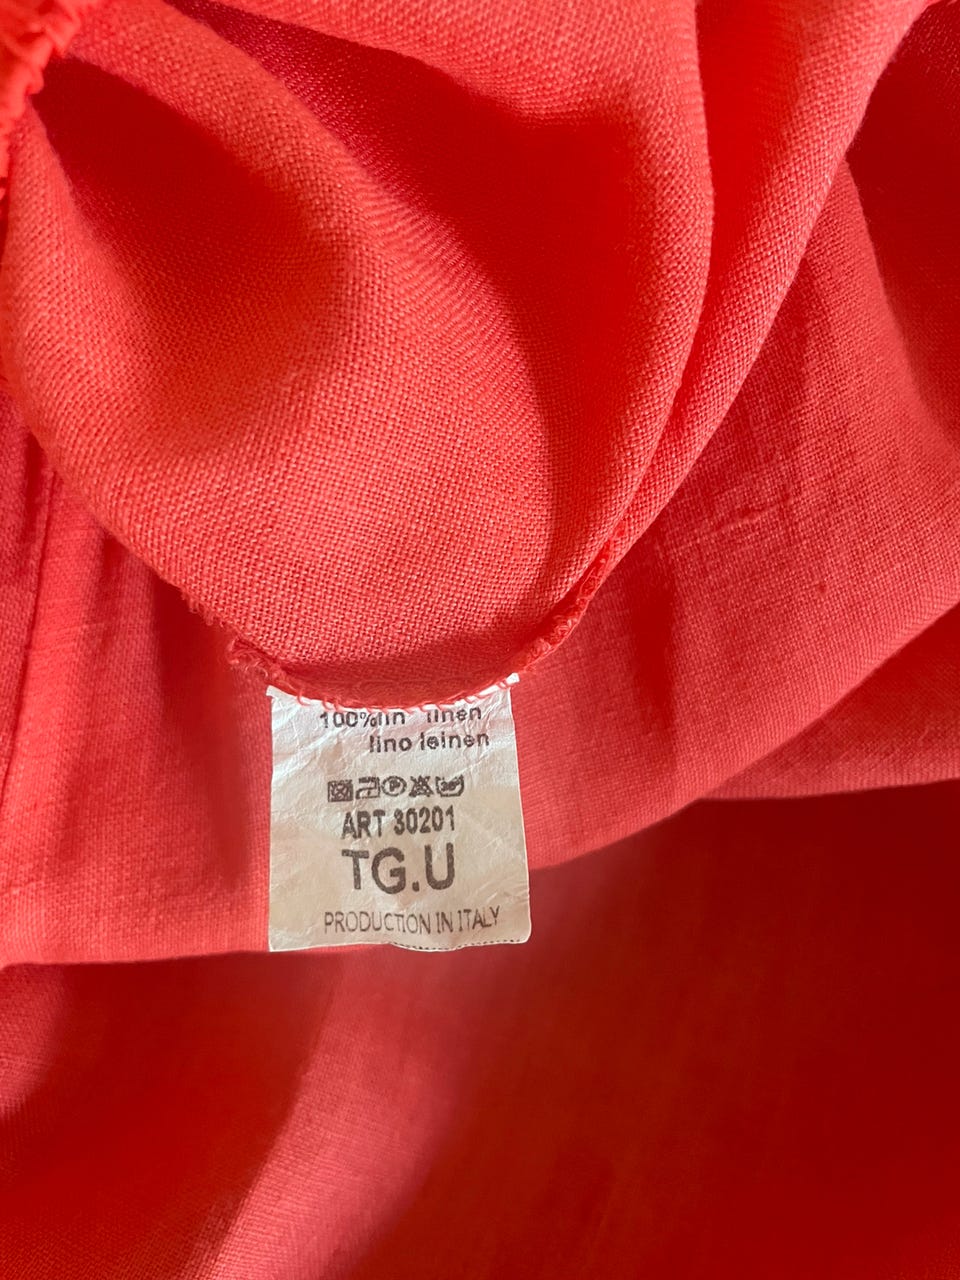 100%lin linen
lino leinen
ART 30201
TG.U
PRODUCTION IN ITALY